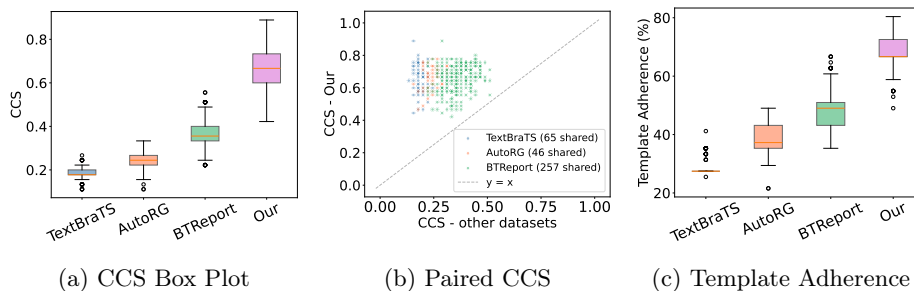 CCS
0.8
0.6
0.4
0.2
TextBraTS
AutoRG
BTReport
Our
(a) CCS Box Plot
CCS - Our
1.0
0.8
0.6
0.4
0.2
0.0
TextBraTS (65 shared)
AutoRG (46 shared)
BTReport (257 shared)
y = x
0.00 0.25 0.50 0.75 1.00
CCS - other datasets
(b) Paired CCS
Template Adherence (%)
80
60
40
20
TextBraTS
AutoRG
BTReport
Our
(c) Template Adherence